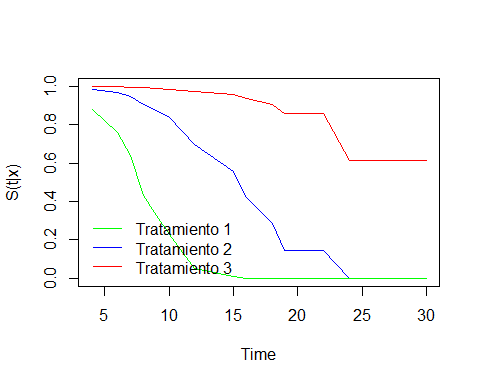 S(t|x)
1.0
0.8
0.6
0.4
0.2
0.0
Tratamiento 1
Tratamiento 2
Tratamiento 3
5 10 15 20 25 30
Time